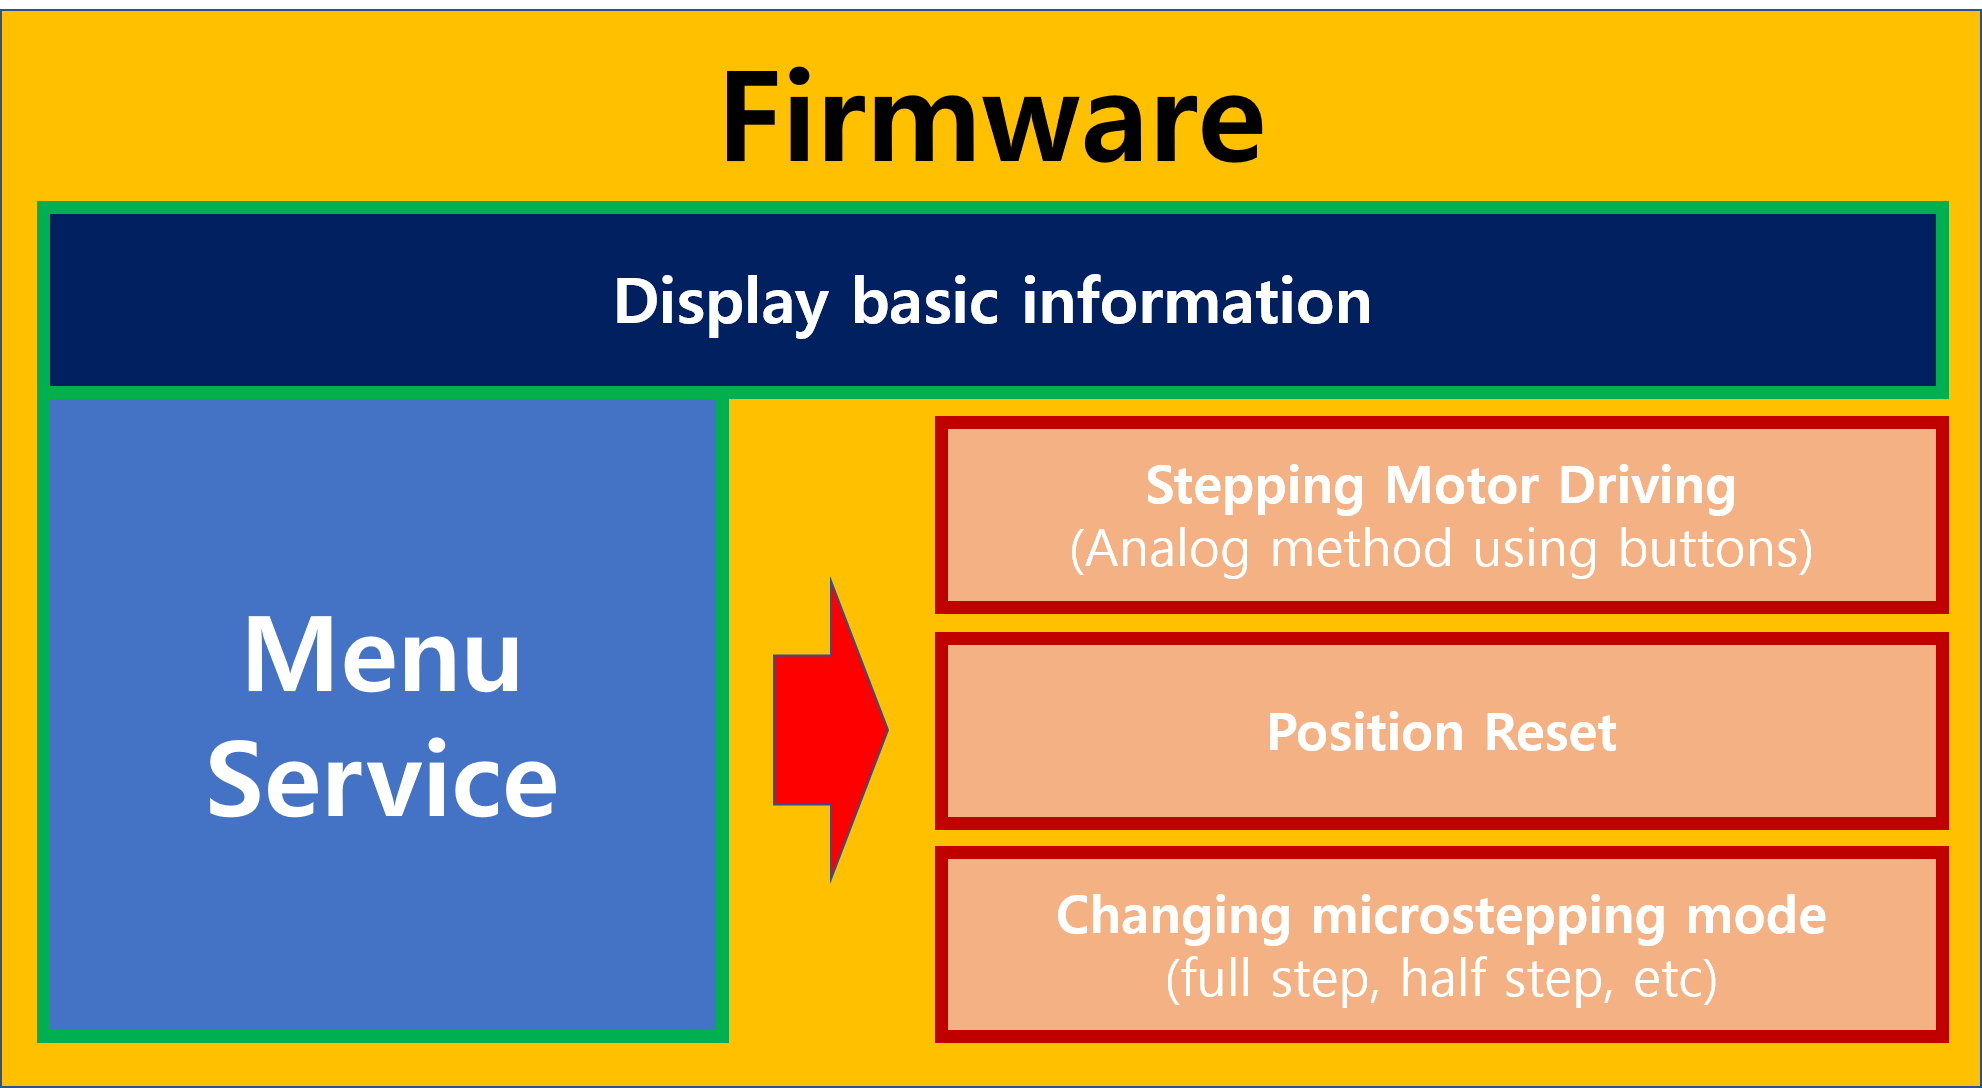 Firmware
Display basic information
Menu
Service
Stepping Motor Driving
(Analog method using buttons)
Position Reset
Changing microstepping mode
(full step, half step, etc)